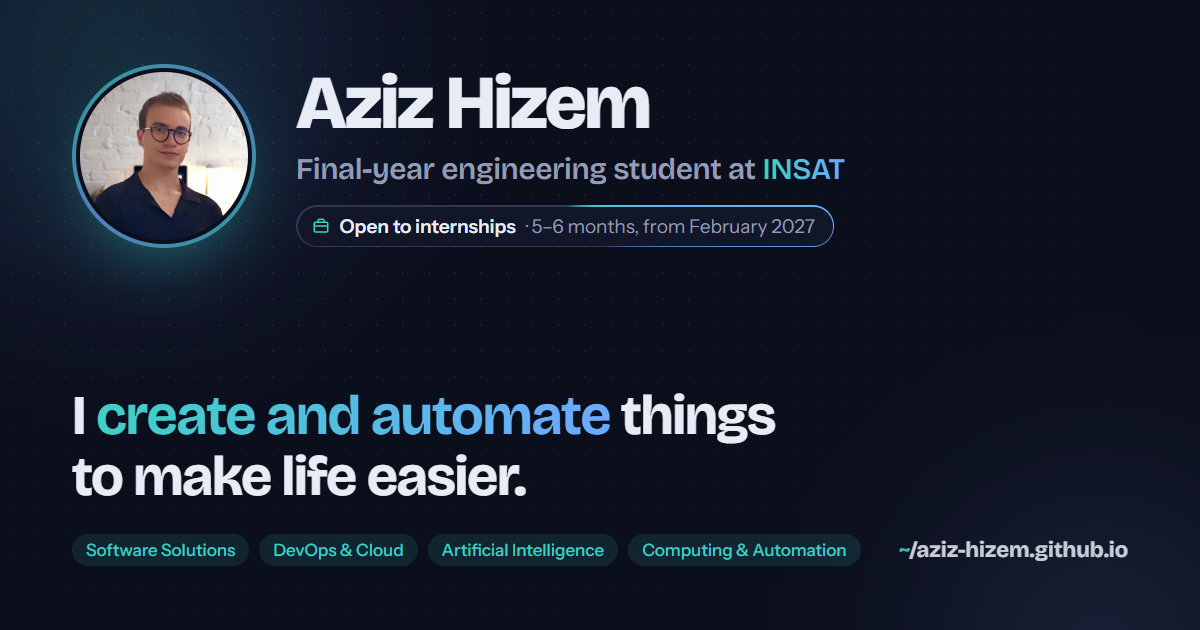 Aziz Hizem
Final-year engineering student at INSAT
Open to internships · 5–6 months, from February 2027
I create and automate things
to make life easier.
Software Solutions
DevOps & Cloud
Artificial Intelligence
Computing & Automation
~/aziz-hizem.github.io